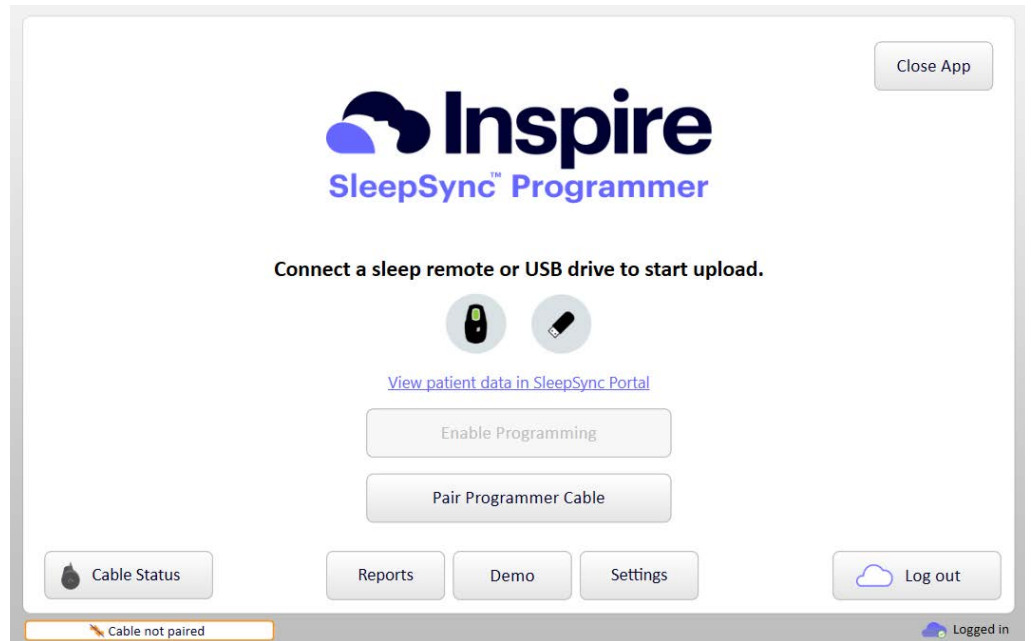 Close App
Inspire
SleepSync™ Programmer
Connect a sleep remote or USB drive to start upload.
View patient data in SleepSync Portal
Enable Programming
Pair Programmer Cable
Cable Status
Reports
Demo
Settings
Log out
Cable not paired
Logged in